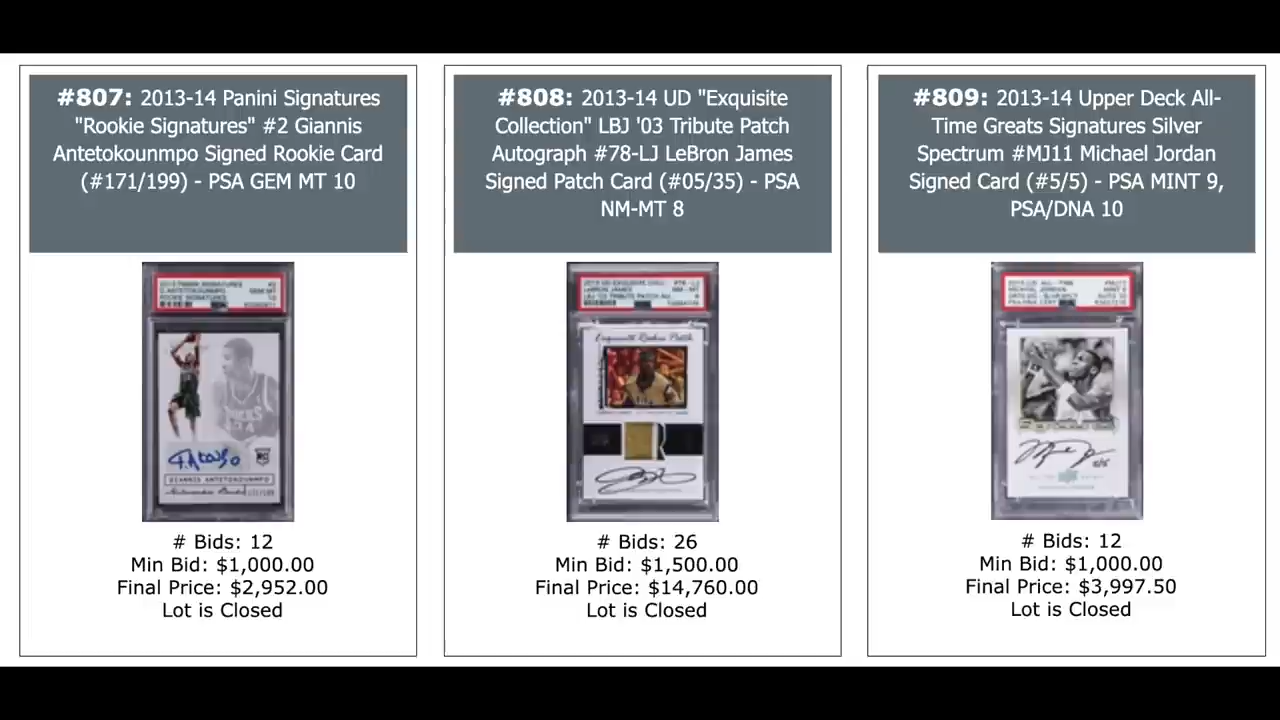 #807: 2013-14 Panini Signatures
"Rookie Signatures" #2 Giannis
Antetokounmpo Signed Rookie Card
(#171/199) - PSA GEM MT 10
# Bids: 12
Min Bid: $1,000.00
Final Price: $2,952.00
Lot is Closed
#808: 2013-14 UD "Exquisite
Collection" LBJ '03 Tribute Patch
Autograph #78-LJ LeBron James
Signed Patch Card (#05/35) - PSA
NM-MT 8
# Bids: 26
Min Bid: $1,500.00
Final Price: $14,760.00
Lot is Closed
#809: 2013-14 Upper Deck All-
Time Greats Signatures Silver
Spectrum #MJ11 Michael Jordan
Signed Card (#5/5) - PSA MINT 9,
PSA/DNA 10
# Bids: 12
Min Bid: $1,000.00
Final Price: $3,997.50
Lot is Closed